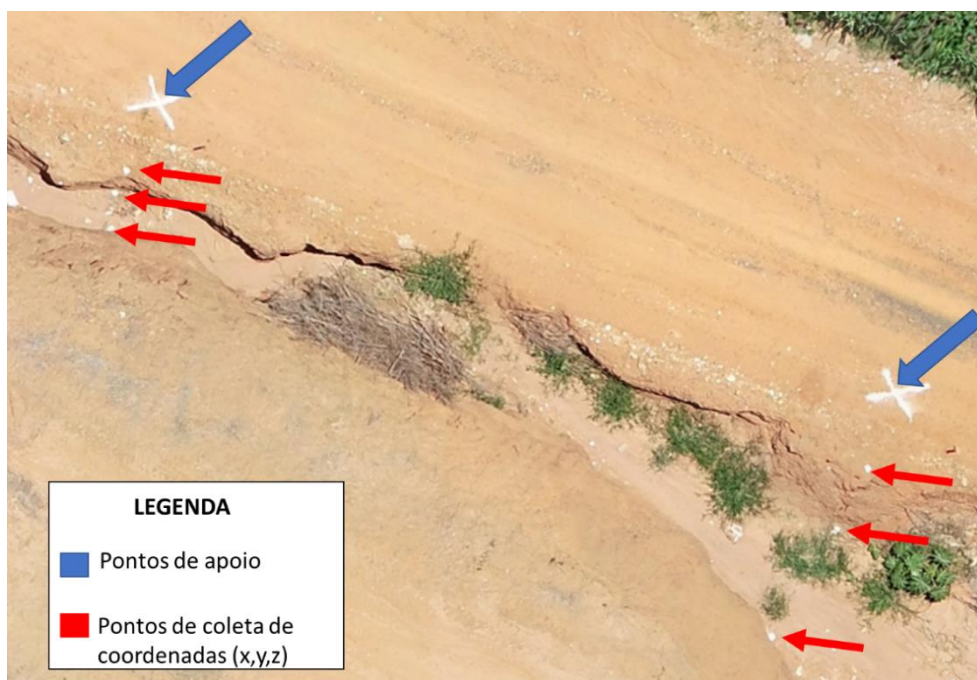 LEGENDA
Pontos de apoio
Pontos de coleta de
coordenadas (x,y,z)